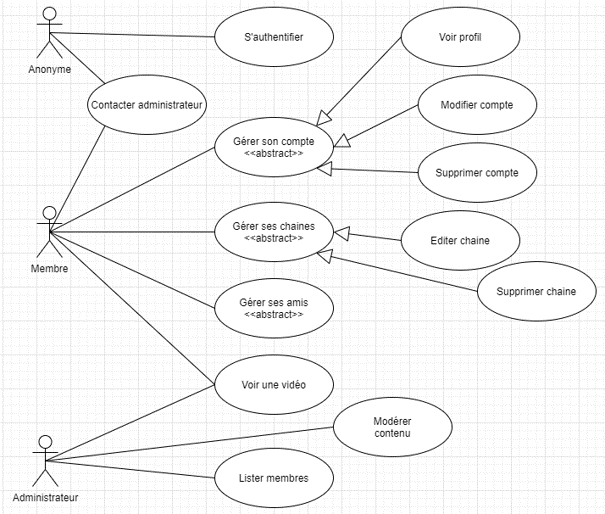 S'authentifier
Voir profil
Anonyme
Contacter administrateur
Modifier compte
Gérer son compte
<<abstract>>
Supprimer compte
Gérer ses chaines
<<abstract>>
Editer chaine
Membre
Supprimer chaine
Gérer ses amis
<<abstract>>
Voir une vidéo
Modérer
contenu
Lister membres
Administrateur